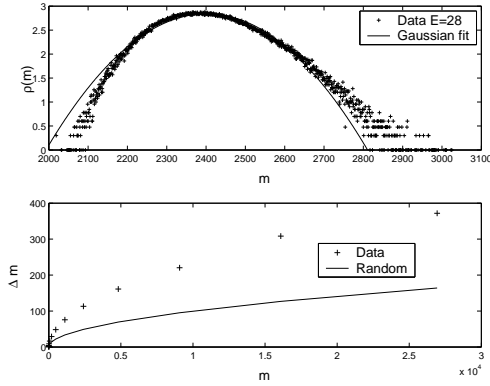 3
2.5
2
1.5
1
0.5
0
ρ(m)
Data E=28
Gaussian fit
2000 2100 2200 2300 2400 2500 2600 2700 2800 2900 3000 3100
m
400
300
200
100
0
Δ m
Data
Random
0 0.5 1 1.5 2 2.5 3
x 10⁴
m